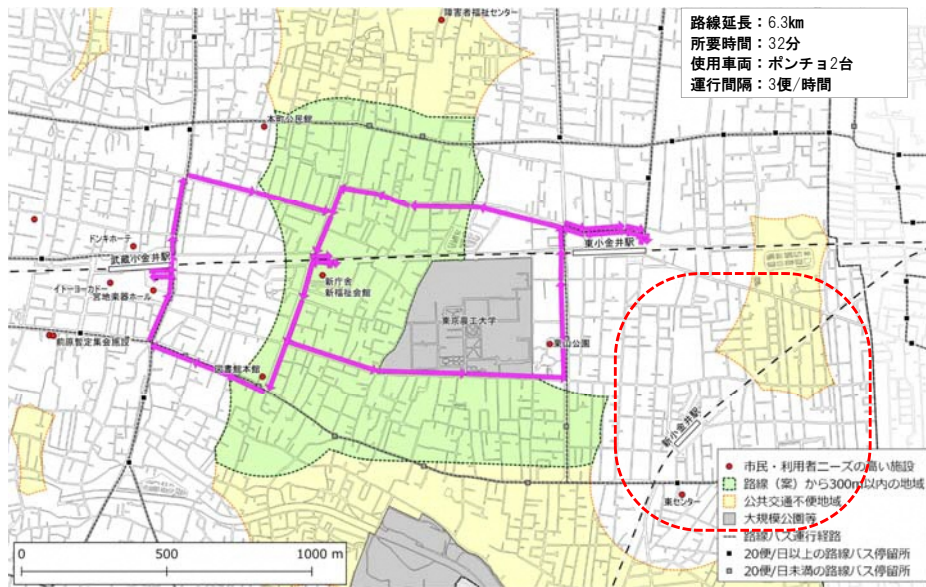 障害者福祉センター
路線延長：6.3km
所要時間：32分
使用車両：ポンチョ2台
運行間隔：3便/時間
本町公民館
ドンキホーテ
武蔵小金井駅
東小金井駅
イトーヨーカドー
宮地楽器ホール
新庁舎
新福祉会館
東京農工大学
前原暫定集会施設
栗山公園
図書館本館
新小金井駅
東センター
市民・利用者ニーズの高い施設
路線（案）から300m以内の地域
公共交通不便地域
大規模公園等
路線バス運行経路
20便/日以上の路線バス停留所
20便/日未満の路線バス停留所
0 500 1000 m